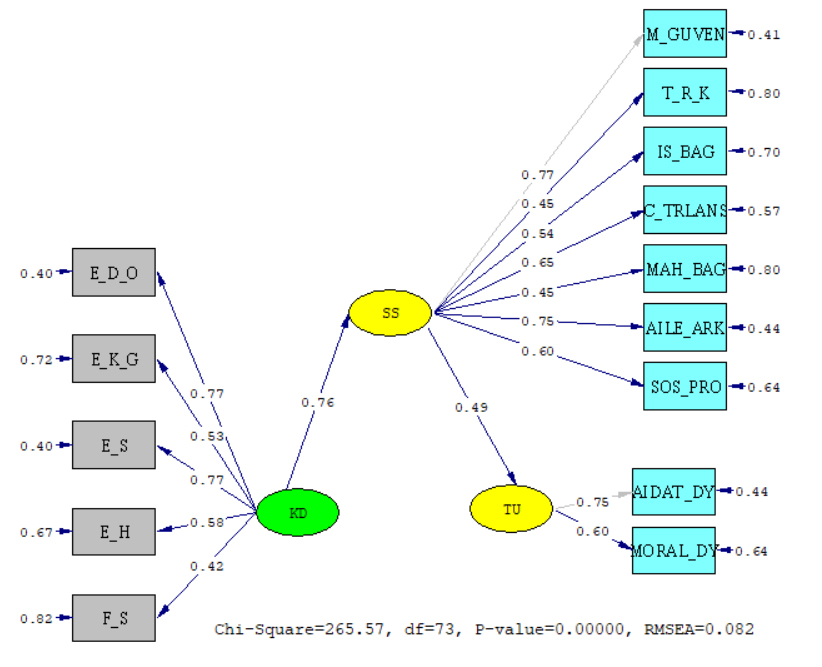 M_GUVEN
0.41
T_R_K
0.80
IS_BAG
0.70
C_TRLANS
0.57
MAH_BAG
0.80
AILE_ARK
0.44
SOS_PRO
0.64
0.77
0.45
0.54
0.65
0.45
0.75
0.60
SS
0.40
E_D_O
0.72
E_K_G
0.40
E_S
0.67
E_H
0.82
F_S
0.77
0.53
0.77
0.58
0.42
KD
0.76
0.49
TU
0.75
0.60
AIDAT_DY
0.44
MORAL_DY
0.64
Chi-Square=265.57, df=73, P-value=0.00000, RMSEA=0.082